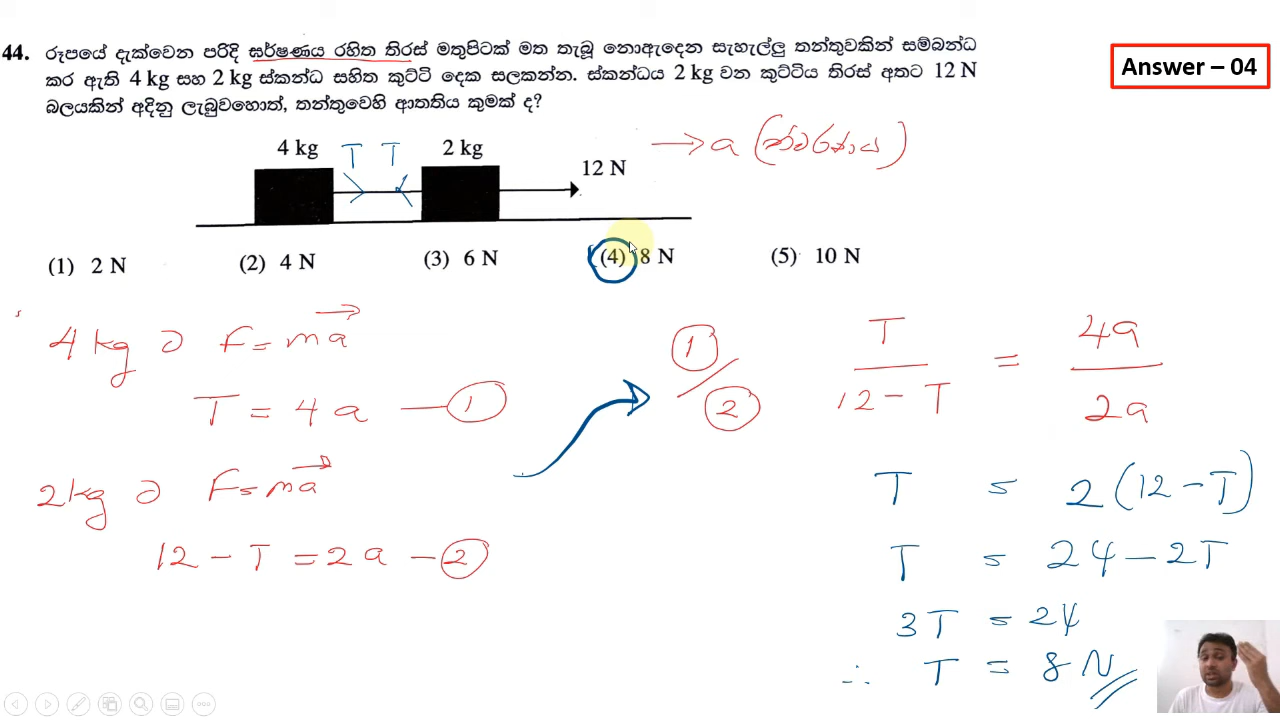 44. රූපයේ දැක්වෙන පරිදි ඝර්ෂණය රහිත තිරස් මතුපිටක් මත තැබූ නොඇදෙන සැහැල්ලු තන්තුවකින් සම්බන්ධ
කර ඇති 4 kg සහ 2 kg ස්කන්ධ සහිත කුට්ටි දෙක සලකන්න. ස්කන්ධය 2 kg වන කුට්ටිය තිරස් අතට 12 N
බලයකින් අදිනු ලැබුවහොත්, තන්තුවෙහි ආතතිය කුමක් ද?
Answer – 04
4 kg T T 2 kg
12 N
a (ත්වරණය)
(1) 2 N (2) 4 N (3) 6 N (4) 8 N (5) 10 N
4 kg ට F = ma
T = 4 a — 1
2 kg ට F = ma
12 – T = 2 a – 2
1 / 2
T / 12 – T = 4a / 2a
T = 2 (12 – T)
T = 24 – 2T
3T = 24
∴ T = 8 N